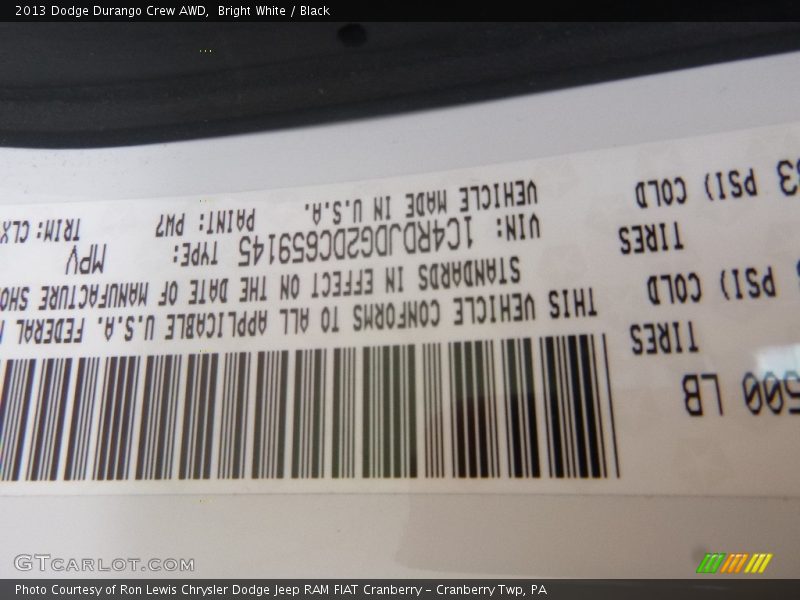 2013 Dodge Durango Crew AWD, Bright White / Black
500 LB
TIRES
PSI) COLD
TIRES
33 PSI) COLD
THIS VEHICLE CONFORMS TO ALL APPLICABLE U.S.A. FEDERAL
STANDARDS IN EFFECT ON THE DATE OF MANUFACTURE SHO
VIN: 1C4RDJDG2DC659145 TYPE: MPV
VEHICLE MADE IN U.S.A. PAINT: PW7 TRIM: CLX
GTCARLOT.COM
Photo Courtesy of Ron Lewis Chrysler Dodge Jeep RAM FIAT Cranberry – Cranberry Twp, PA